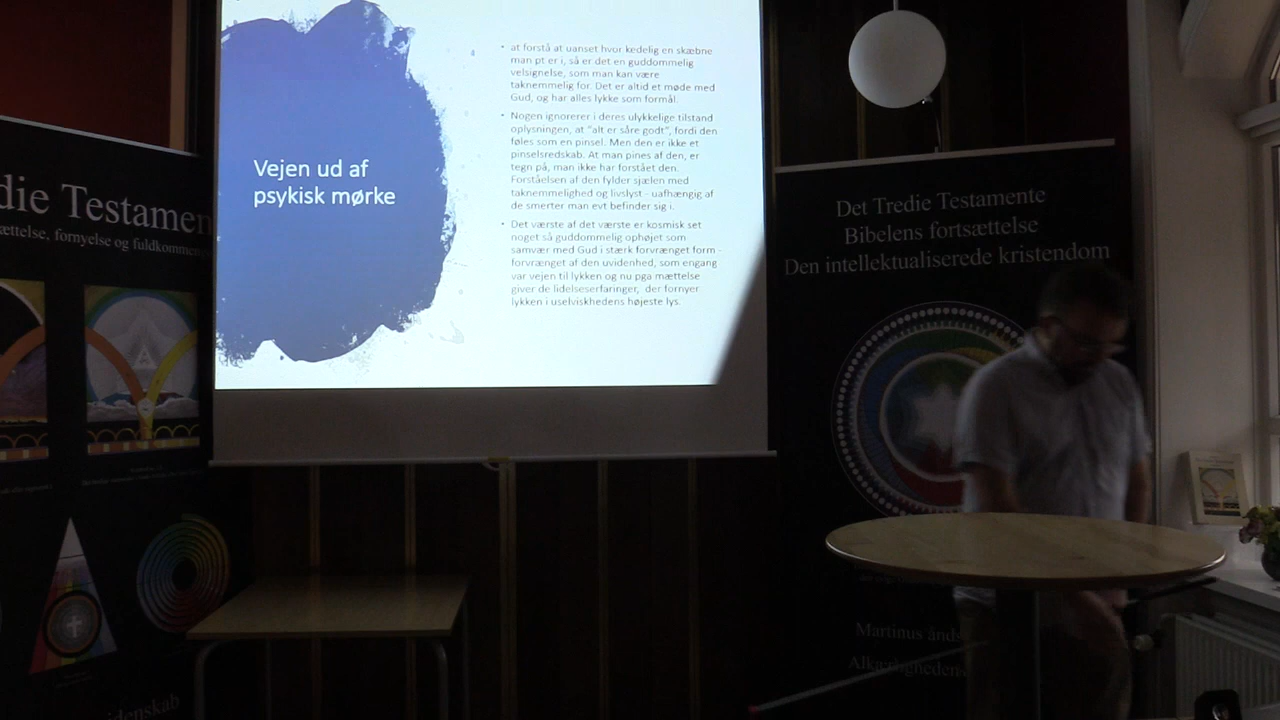 Vejen ud af
psykisk mørke
at forstå at uanset hvor kedelig en skæbne
man pt er i, så er det en guddommelig
velsignelse, som man kan være
taknemmelig for. Det er altid et møde med
Gud, og har alles lykke som formål.
Nogen ignorerer i deres ulykkelige tilstand
oplysningen, at "alt er såre godt", fordi den
føles som en pinsel. Men den er ikke et
pinselsredskab. At man pines af den, er
tegn på, man ikke har forstået den.
Forståelsen af den fylder sjælen med
taknemmelighed og livslyst - uafhængig af
de smerter man evt befinder sig i.
Det værste af det værste er kosmisk set
noget så guddommelig ophøjet som
samvær med Gud i stærk forvrænget form -
forvrænget af den uvidenhed, som engang
var vejen til lykken og nu pga mættelse
giver de lidelseserfaringer, der fornyer
lykken i uselviskhedens højeste lys.
die Testamen
ættelse, fornyelse og fuldkomme
idenskab
Det Tredie Testamente
Bibelens fortsættelse
Den intellektualiserede kristendom
Martinus ånds
Alkærlighedens